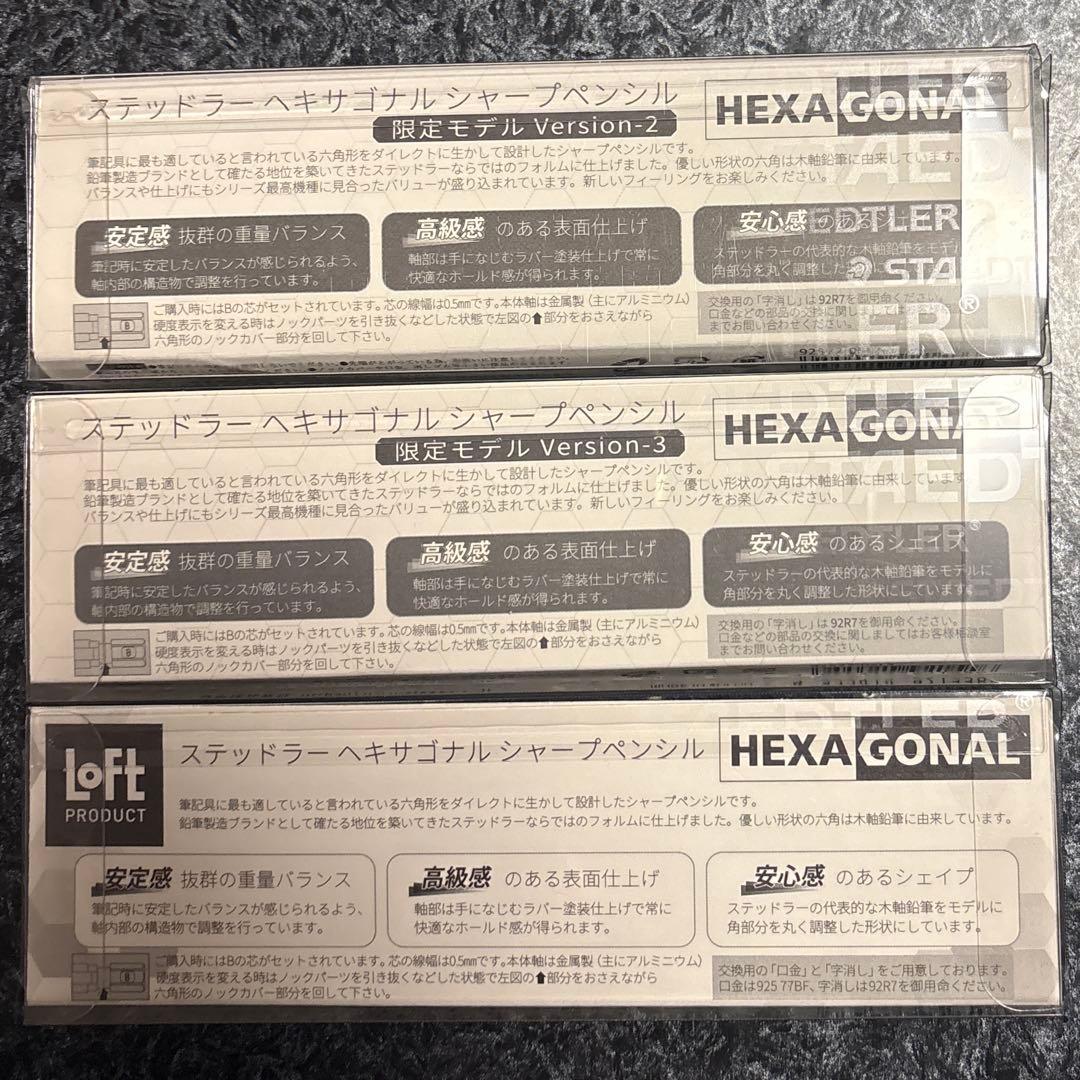 ステッドラー ヘキサゴナル シャープペンシル
HEXAGONAL
限定モデル Version-2
筆記具に最も適していると言われている六角形をダイレクトに生かして設計したシャープペンシルです。
鉛筆製造ブランドとして確たる地位を築いてきたステッドラーならではのフォルムに仕上げました。優しい形状の六角は木軸鉛筆に由来しています。
バランスや仕上げにもシリーズ最高機種に見合ったバリューが盛り込まれています。新しいフィーリングをお楽しみください。
安定感 抜群の重量バランス
筆記時に安定したバランスが感じられるよう、
軸内部の構造物で調整を行っています。
高級感 のある表面仕上げ
軸部は手になじむラバー塗装仕上げで常に
快適なホールド感が得られます。
安心感 のある
ステッドラーの代表的な木軸鉛筆をモデル
角部分を丸く調整した
ご購入時にはBの芯がセットされています。芯の線幅は0.5mmです。本体軸は金属製（主にアルミニウム）
硬度表示を変える時はノックパーツを引き抜くなどした状態で左図の⬆部分をおさえながら
六角形のノックカバー部分を回して下さい。
B
交換用の「字消し」は92R7を御用命ください。
口金などの部品の交換に関しましては
までお問い合わせください。
ステッドラー ヘキサゴナル シャープペンシル
HEXAGONAL
限定モデル Version-3
筆記具に最も適していると言われている六角形をダイレクトに生かして設計したシャープペンシルです。
鉛筆製造ブランドとして確たる地位を築いてきたステッドラーならではのフォルムに仕上げました。優しい形状の六角は木軸鉛筆に由来しています
バランスや仕上げにもシリーズ最高機種に見合ったバリューが盛り込まれています。新しいフィーリングをお楽しみください。
安定感 抜群の重量バランス
筆記時に安定したバランスが感じられるよう、
軸内部の構造物で調整を行っています。
高級感 のある表面仕上げ
軸部は手になじむラバー塗装仕上げで常に
快適なホールド感が得られます。
安心感 のあるシェイプ
ステッドラーの代表的な木軸鉛筆をモデルに
角部分を丸く調整した形状にしています。
ご購入時にはBの芯がセットされています。芯の線幅は0.5mmです。本体軸は金属製（主にアルミニウム）
硬度表示を変える時はノックパーツを引き抜くなどした状態で左図の⬆部分をおさえながら
六角形のノックカバー部分を回して下さい。
B
交換用の「字消し」は92R7を御用命ください。
口金などの部品の交換に関しましてはお客様相談室
までお問い合わせください。
Loft
PRODUCT
ステッドラー ヘキサゴナル シャープペンシル
HEXAGONAL
筆記具に最も適していると言われている六角形をダイレクトに生かして設計したシャープペンシルです。
鉛筆製造ブランドとして確たる地位を築いてきたステッドラーならではのフォルムに仕上げました。優しい形状の六角は木軸鉛筆に由来しています。
安定感 抜群の重量バランス
筆記時に安定したバランスが感じられるよう、
軸内部の構造物で調整を行っています。
高級感 のある表面仕上げ
軸部は手になじむラバー塗装仕上げで常に
快適なホールド感が得られます。
安心感 のあるシェイプ
ステッドラーの代表的な木軸鉛筆をモデルに
角部分を丸く調整した形状にしています。
ご購入時にはBの芯がセットされています。芯の線幅は0.5mmです。本体軸は金属製（主にアルミニウム）
硬度表示を変える時はノックパーツを引き抜くなどした状態で左図の⬆部分をおさえながら
六角形のノックカバー部分を回して下さい。
B
交換用の「口金」と「字消し」をご用意しております。
口金は925 77BF、字消しは92R7を御用命ください。